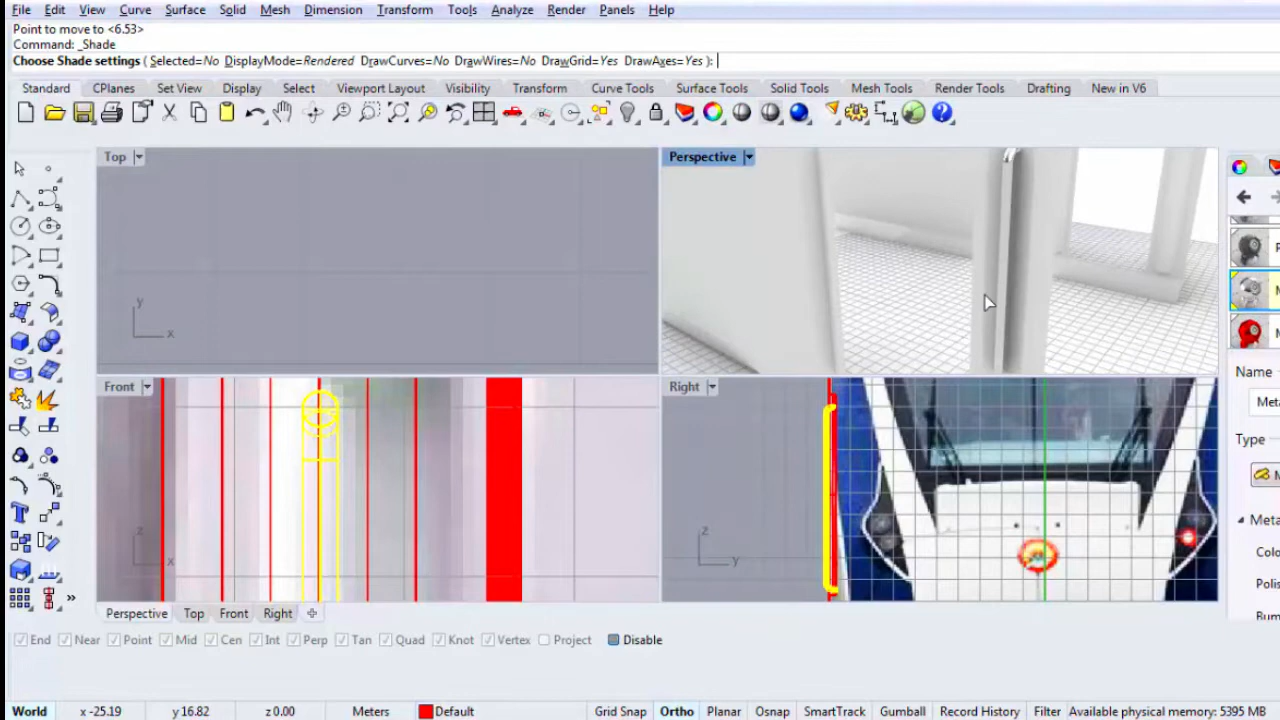 File Edit View Curve Surface Solid Mesh Dimension Transform Tools Analyze Render Panels Help
Point to move to <6.53>
Command: _Shade
Choose Shade settings ( Selected=No DisplayMode=Rendered DrawCurves=No DrawWires=No DrawGrid=Yes DrawAxes=Yes ):
Standard CPlanes Set View Display Select Viewport Layout Visibility Transform Curve Tools Surface Tools Solid Tools Mesh Tools Render Tools Drafting New in V6
Top
Perspective
y
x
Front
Right
Name
Meta
Type
z
x
z
y
Meta
Colo
Polis
Bum
Perspective Top Front Right
End Near Point Mid Cen Int Perp Tan Quad Knot Vertex Project Disable
World x -25.19 y 16.82 z 0.00 Meters Default Grid Snap Ortho Planar Osnap SmartTrack Gumball Record History Filter Available physical memory: 5395 MB